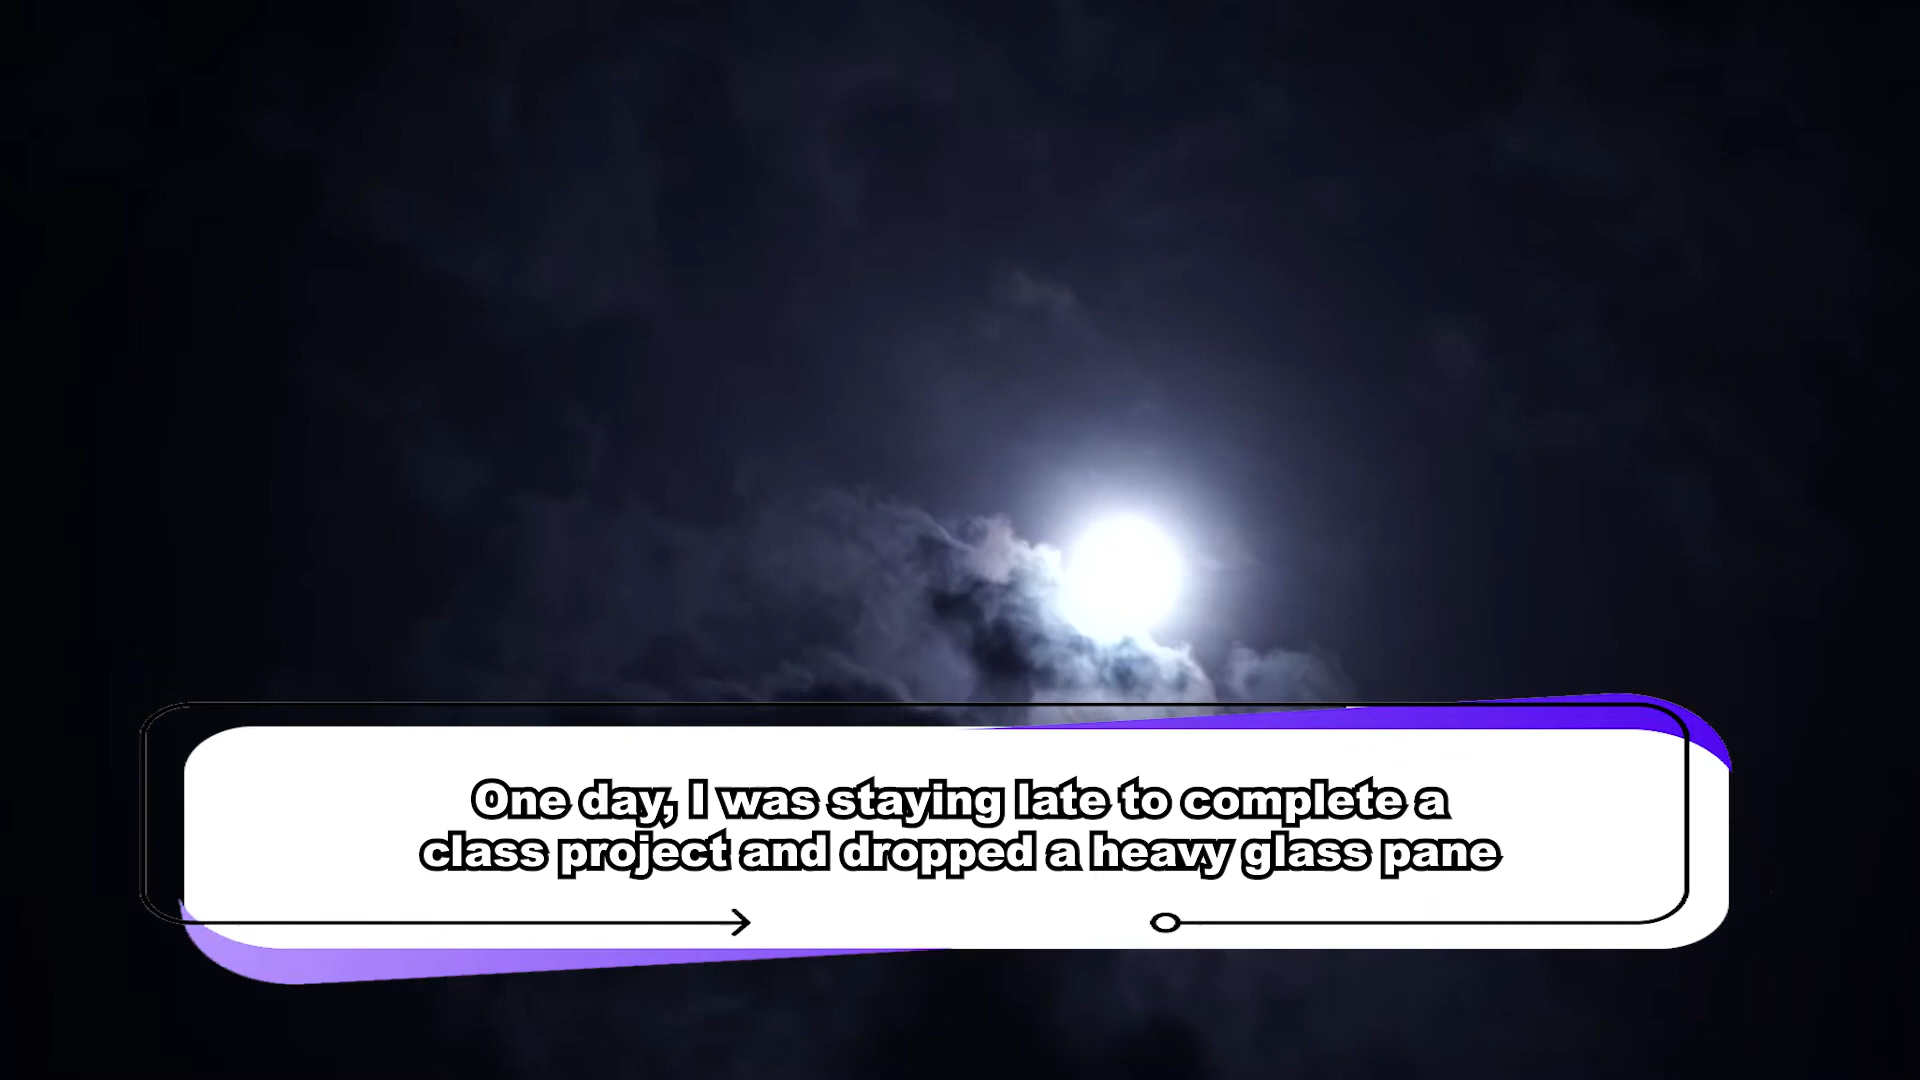 One day, I was staying late to complete a
class project and dropped a heavy glass pane